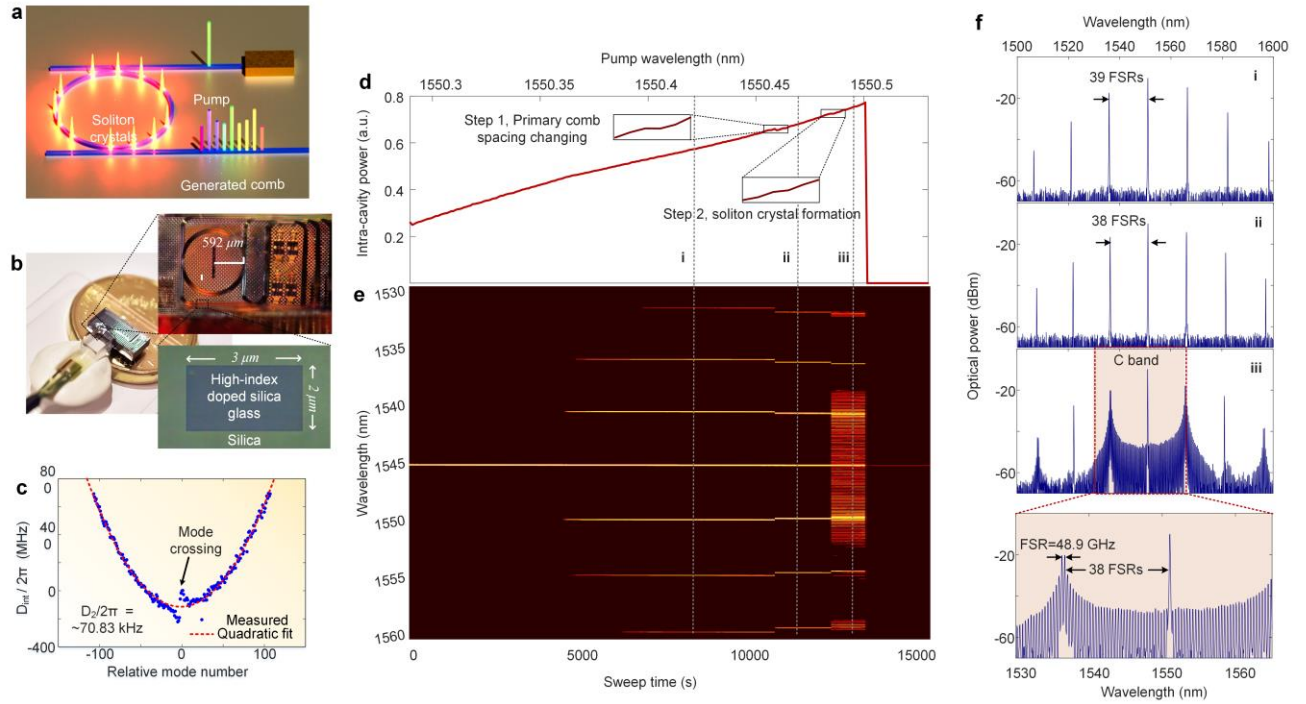 a
Pump
Soliton
crystals
Generated comb
b
592 μm
3 μm
2 μm
High-index
doped silica
glass
Silica
c
80
0
40
0
0
-400
D_int / 2π (MHz)
Mode
crossing
D₂/2π =
~70.83 kHz
Measured
Quadratic fit
-100 0 100
Relative mode number
d
Pump wavelength (nm)
1550.3 1550.35 1550.4 1550.45 1550.5
0.8
0.6
0.4
0.2
Intra-cavity power (a.u.)
Step 1, Primary comb
spacing changing
Step 2, soliton crystal formation
i ii iii
e
1530
1535
1540
1545
1550
1555
1560
Wavelength (nm)
0 5000 10000 15000
Sweep time (s)
f
Wavelength (nm)
1500 1520 1540 1560 1580 1600
i
39 FSRs
-20
-60
ii
38 FSRs
-20
-60
Optical power (dBm)
iii
C band
-20
-60
FSR=48.9 GHz
38 FSRs
-20
-60
1530 1540 1550 1560
Wavelength (nm)